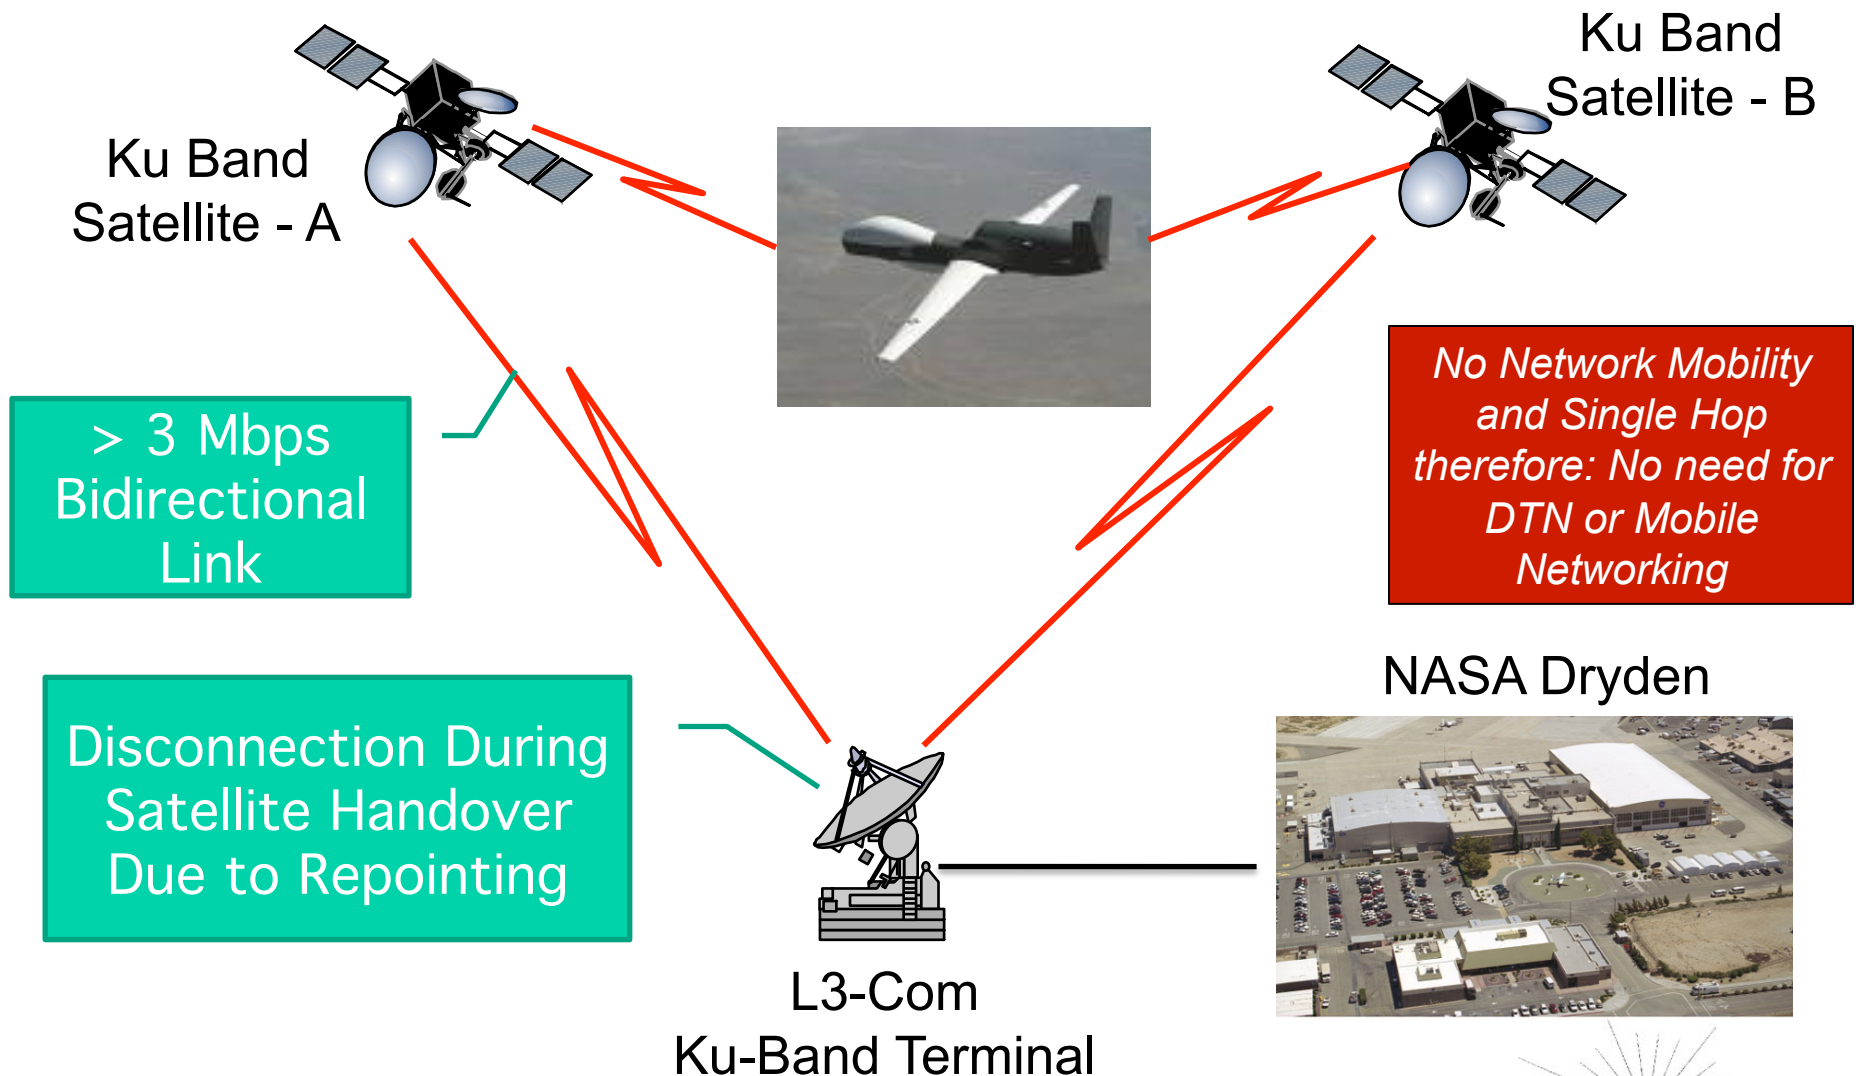 Ku Band
Satellite - A
Ku Band
Satellite - B
> 3 Mbps
Bidirectional
Link
No Network Mobility
and Single Hop
therefore: No need for
DTN or Mobile
Networking
Disconnection During
Satellite Handover
Due to Repointing
NASA Dryden
L3-Com
Ku-Band Terminal